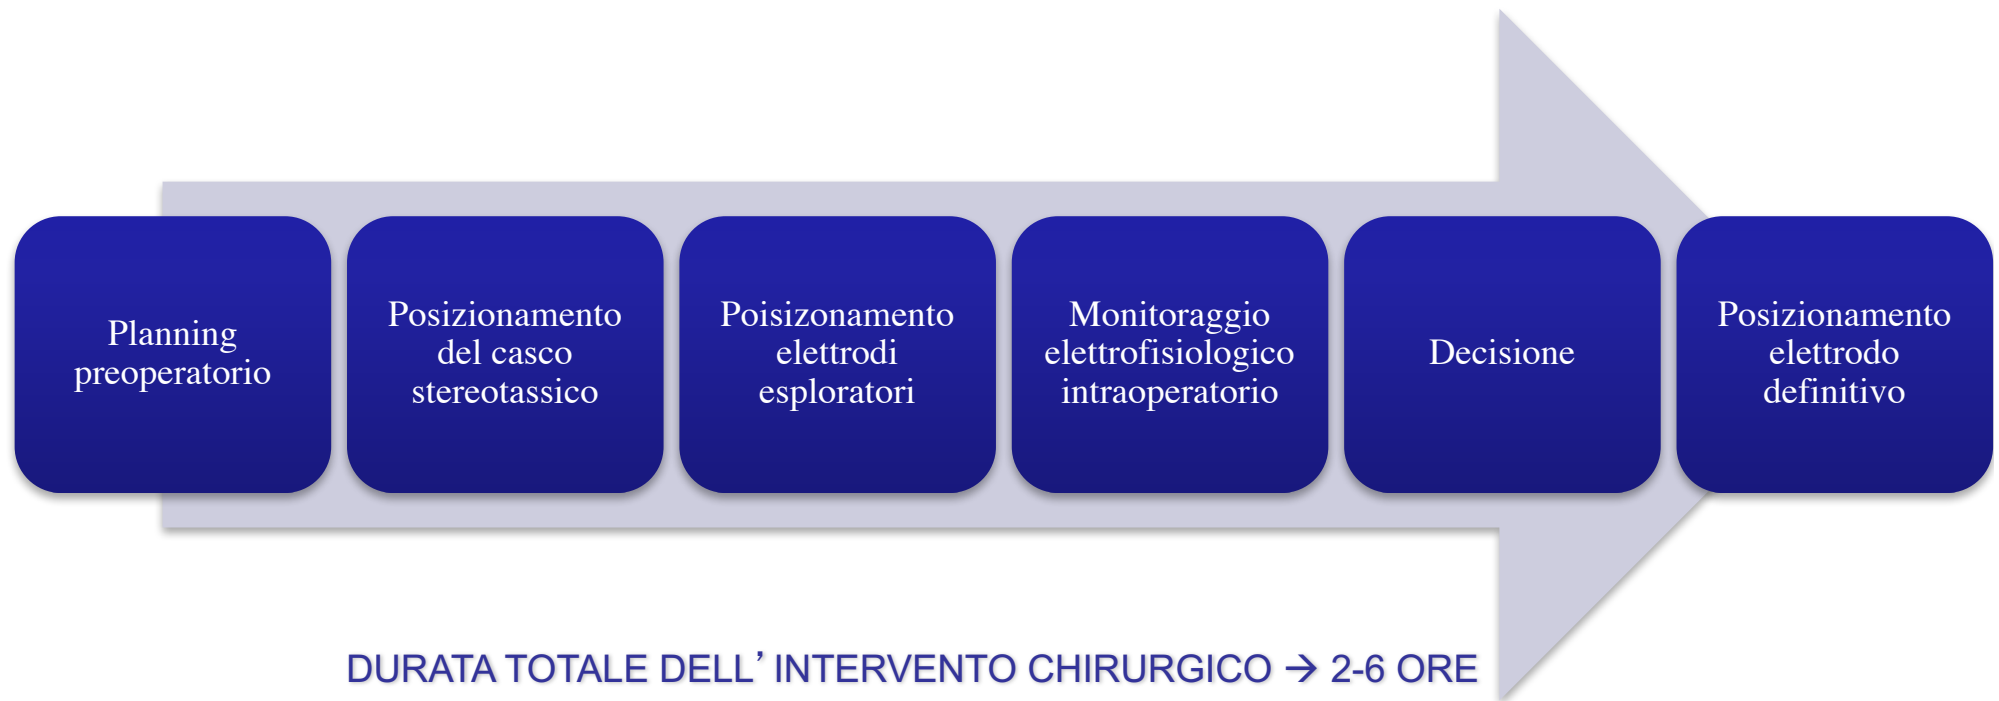 Planning
preoperatorio
Posizionamento
del casco
stereotassico
Poisizonamento
elettrodi
esploratori
Monitoraggio
elettrofisiologico
intraoperatorio
Decisione
Posizionamento
elettrodo
definitivo
DURATA TOTALE DELL’INTERVENTO CHIRURGICO → 2-6 ORE